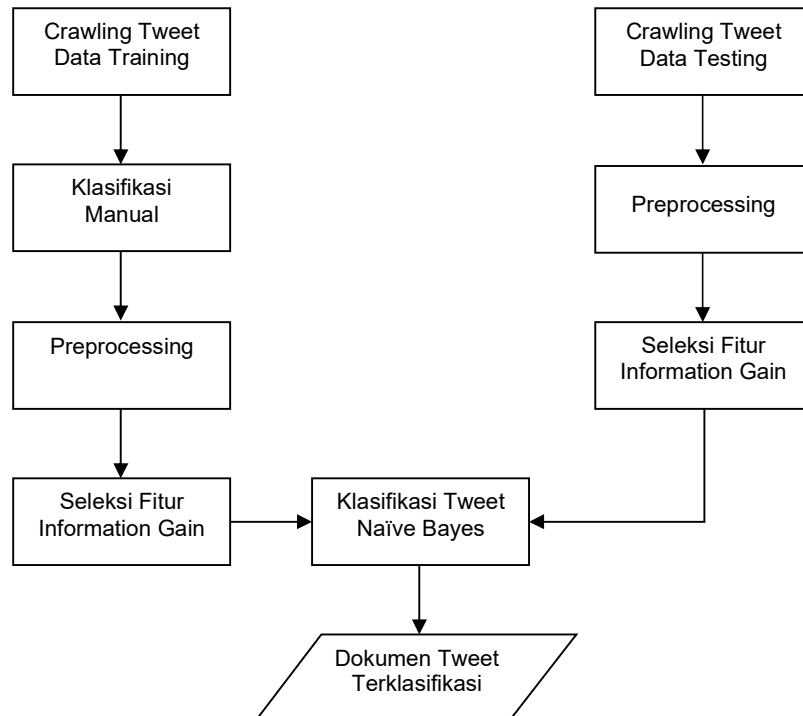 Crawling Tweet
Data Training
Crawling Tweet
Data Testing
Klasifikasi
Manual
Preprocessing
Preprocessing
Seleksi Fitur
Information Gain
Seleksi Fitur
Information Gain
Klasifikasi Tweet
Naïve Bayes
Dokumen Tweet
Terklasifikasi